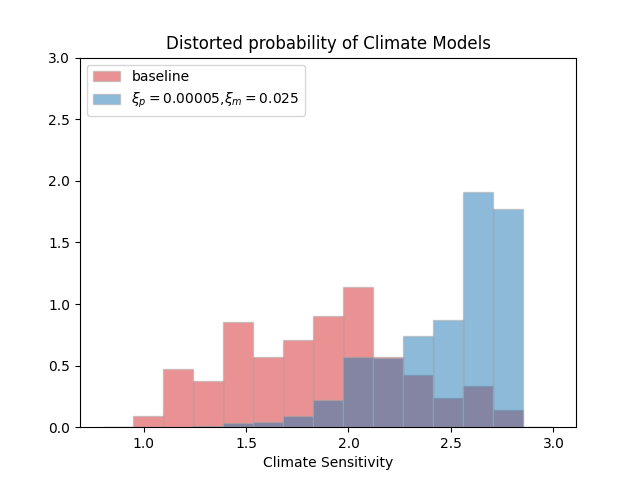 Distorted probability of Climate Models
baseline
ξp = 0.00005,ξm = 0.025
3.0
2.5
2.0
1.5
1.0
0.5
0.0
1.0 1.5 2.0 2.5 3.0
Climate Sensitivity